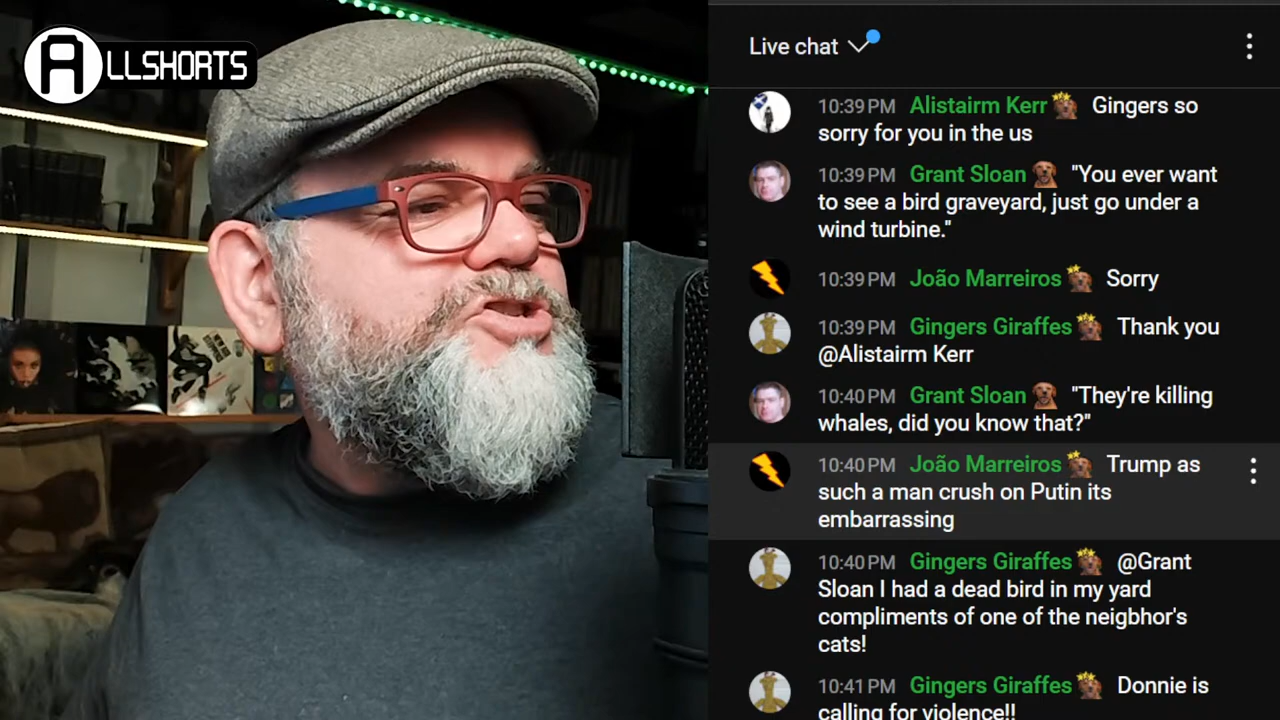 ALLSHORTS
Live chat
10:39 PM Alistairm Kerr Gingers so
sorry for you in the us
10:39 PM Grant Sloan "You ever want
to see a bird graveyard, just go under a
wind turbine."
10:39 PM João Marreiros Sorry
10:39 PM Gingers Giraffes Thank you
@Alistairm Kerr
10:40 PM Grant Sloan "They're killing
whales, did you know that?"
10:40 PM João Marreiros Trump as
such a man crush on Putin its
embarrassing
10:40 PM Gingers Giraffes @Grant
Sloan I had a dead bird in my yard
compliments of one of the neigbhor's
cats!
10:41 PM Gingers Giraffes Donnie is
calling for violence!!